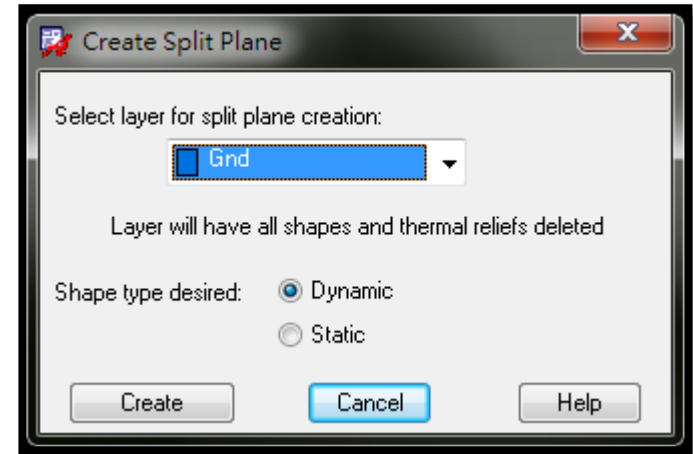 Create Split Plane
Select layer for split plane creation:
Gnd
Layer will have all shapes and thermal reliefs deleted
Shape type desired:
Dynamic
Static
Create
Cancel
Help